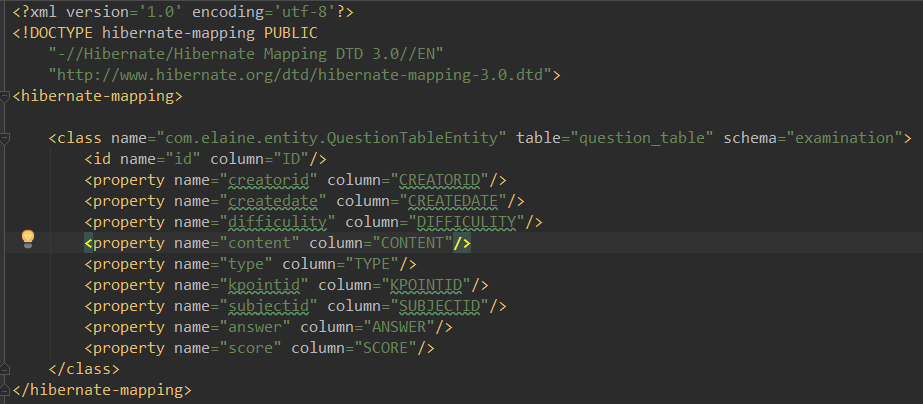 <?xml version='1.0' encoding='utf-8'?>
<!DOCTYPE hibernate-mapping PUBLIC
    "-//Hibernate/Hibernate Mapping DTD 3.0//EN"
    "http://www.hibernate.org/dtd/hibernate-mapping-3.0.dtd">
<hibernate-mapping>
    <class name="com.elaine.entity.QuestionTableEntity" table="question_table" schema="examination">
        <id name="id" column="ID"/>
        <property name="creatorid" column="CREATORID"/>
        <property name="createdate" column="CREATEDATE"/>
        <property name="difficulity" column="DIFFICULITY"/>
        <property name="content" column="CONTENT"/>
        <property name="type" column="TYPE"/>
        <property name="kpointid" column="KPOINTID"/>
        <property name="subjectid" column="SUBJECTID"/>
        <property name="answer" column="ANSWER"/>
        <property name="score" column="SCORE"/>
    </class>
</hibernate-mapping>